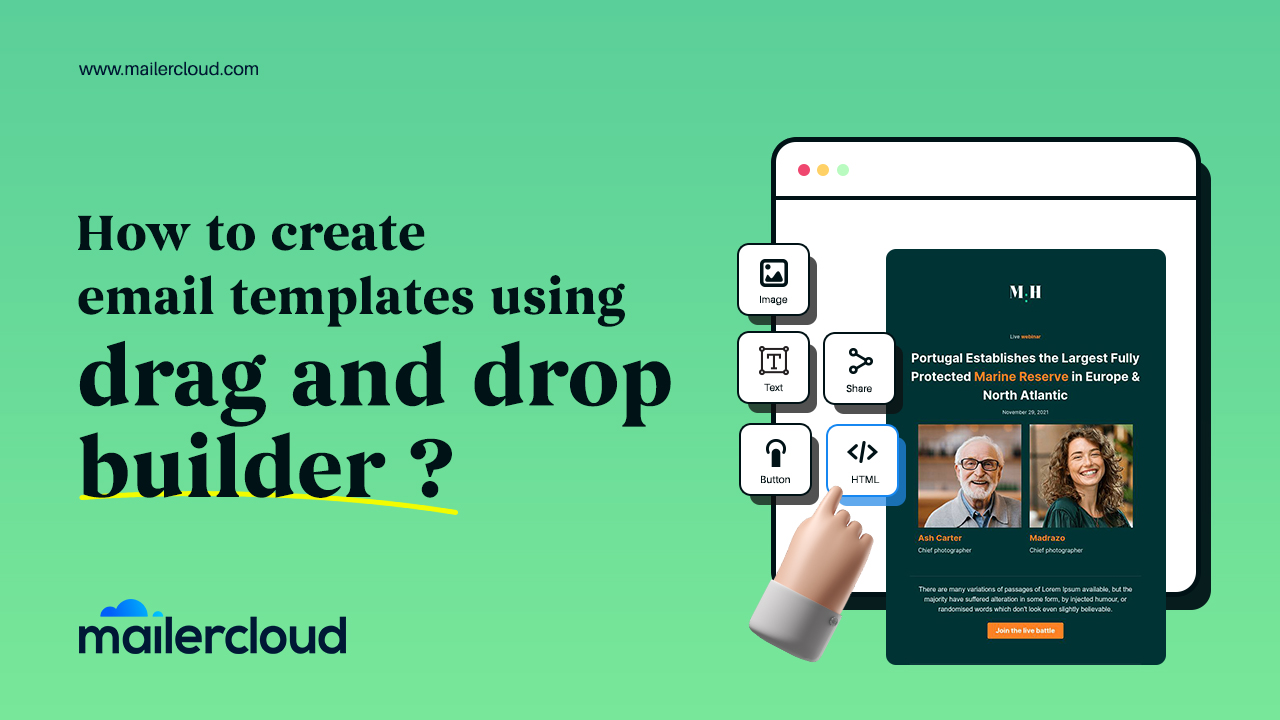 www.mailercloud.com
How to create
email templates using
drag and drop
builder ?
mailercloud
Image
Text
Share
Button
HTML
M:H
Live webinar
Portugal Establishes the Largest Fully
Protected Marine Reserve in Europe &
North Atlantic
November 29, 2021
Ash Carter
Chief photographer
Madrazo
Chief photographer
There are many variations of passages of Lorem Ipsum available, but the
majority have suffered alteration in some form, by injected humour, or
randomised words which don't look even slightly believable.
Join the live battle